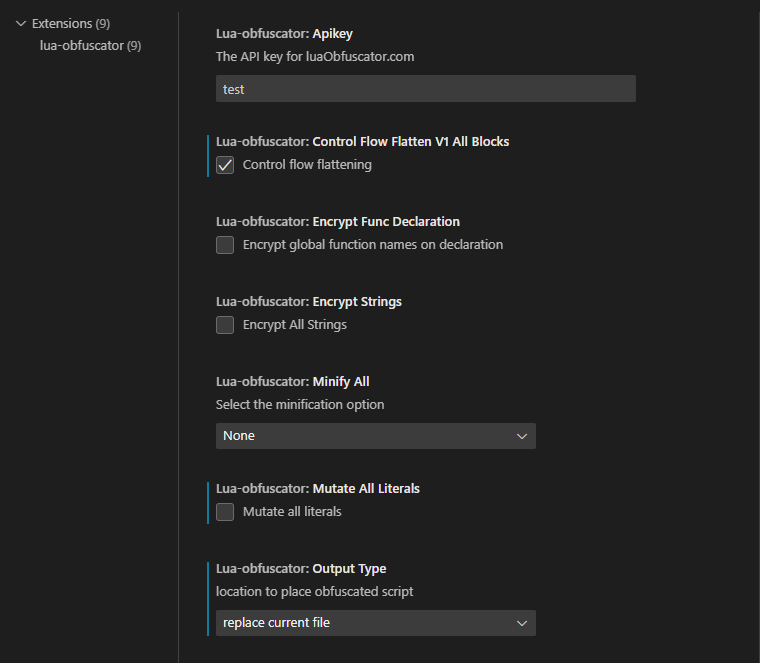 Extensions (9)
lua-obfuscator (9)
Lua-obfuscator: Apikey
The API key for luaObfuscator.com
test
Lua-obfuscator: Control Flow Flatten V1 All Blocks
Control flow flattening
Lua-obfuscator: Encrypt Func Declaration
Encrypt global function names on declaration
Lua-obfuscator: Encrypt Strings
Encrypt All Strings
Lua-obfuscator: Minify All
Select the minification option
None
Lua-obfuscator: Mutate All Literals
Mutate all literals
Lua-obfuscator: Output Type
location to place obfuscated script
replace current file